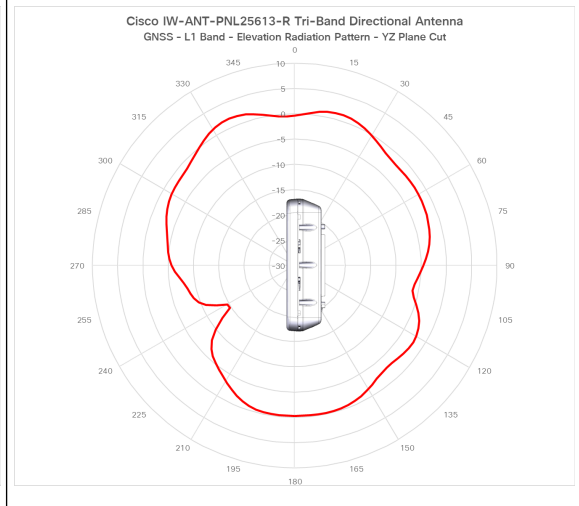 Cisco IW-ANT-PNL25613-R Tri-Band Directional Antenna
GNSS - L1 Band - Elevation Radiation Pattern - YZ Plane Cut
0
345 10 15
330 30
5
315 0 45
-5
300 -10 60
-15
285 75
-20
-25
270 -30 90
255 105
240 120
225 135
210 150
195 165
180